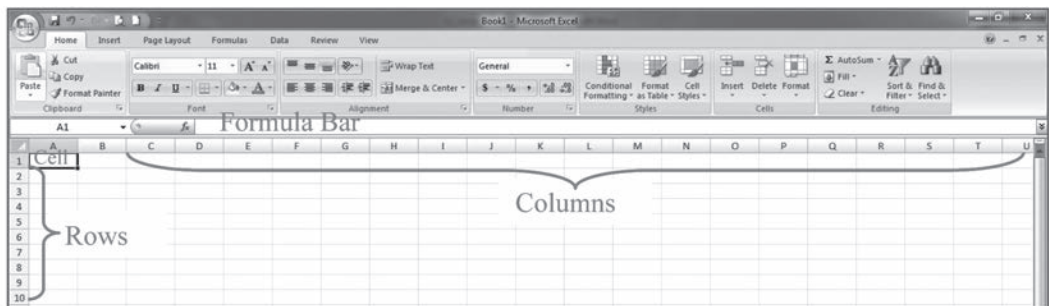 Book1 - Microsoft Excel
Home Insert Page Layout Formulas Data Review View
Cut
Copy
Format Painter
Paste
Clipboard
Calibri 11 A A
B I U A
Font
Wrap Text
Merge & Center
Alignment
General
$ % ,
Number
Conditional Formatting
Format as Table
Cell Styles
Styles
Insert Delete Format
Cells
Σ AutoSum
Fill
Clear
Sort & Filter
Find & Select
Editing
A1 fx Formula Bar
A B C D E F G H I J K L M N O P Q R S T U
1 Cell
2
3
4
5
6
7
8
9
10
Rows
Columns